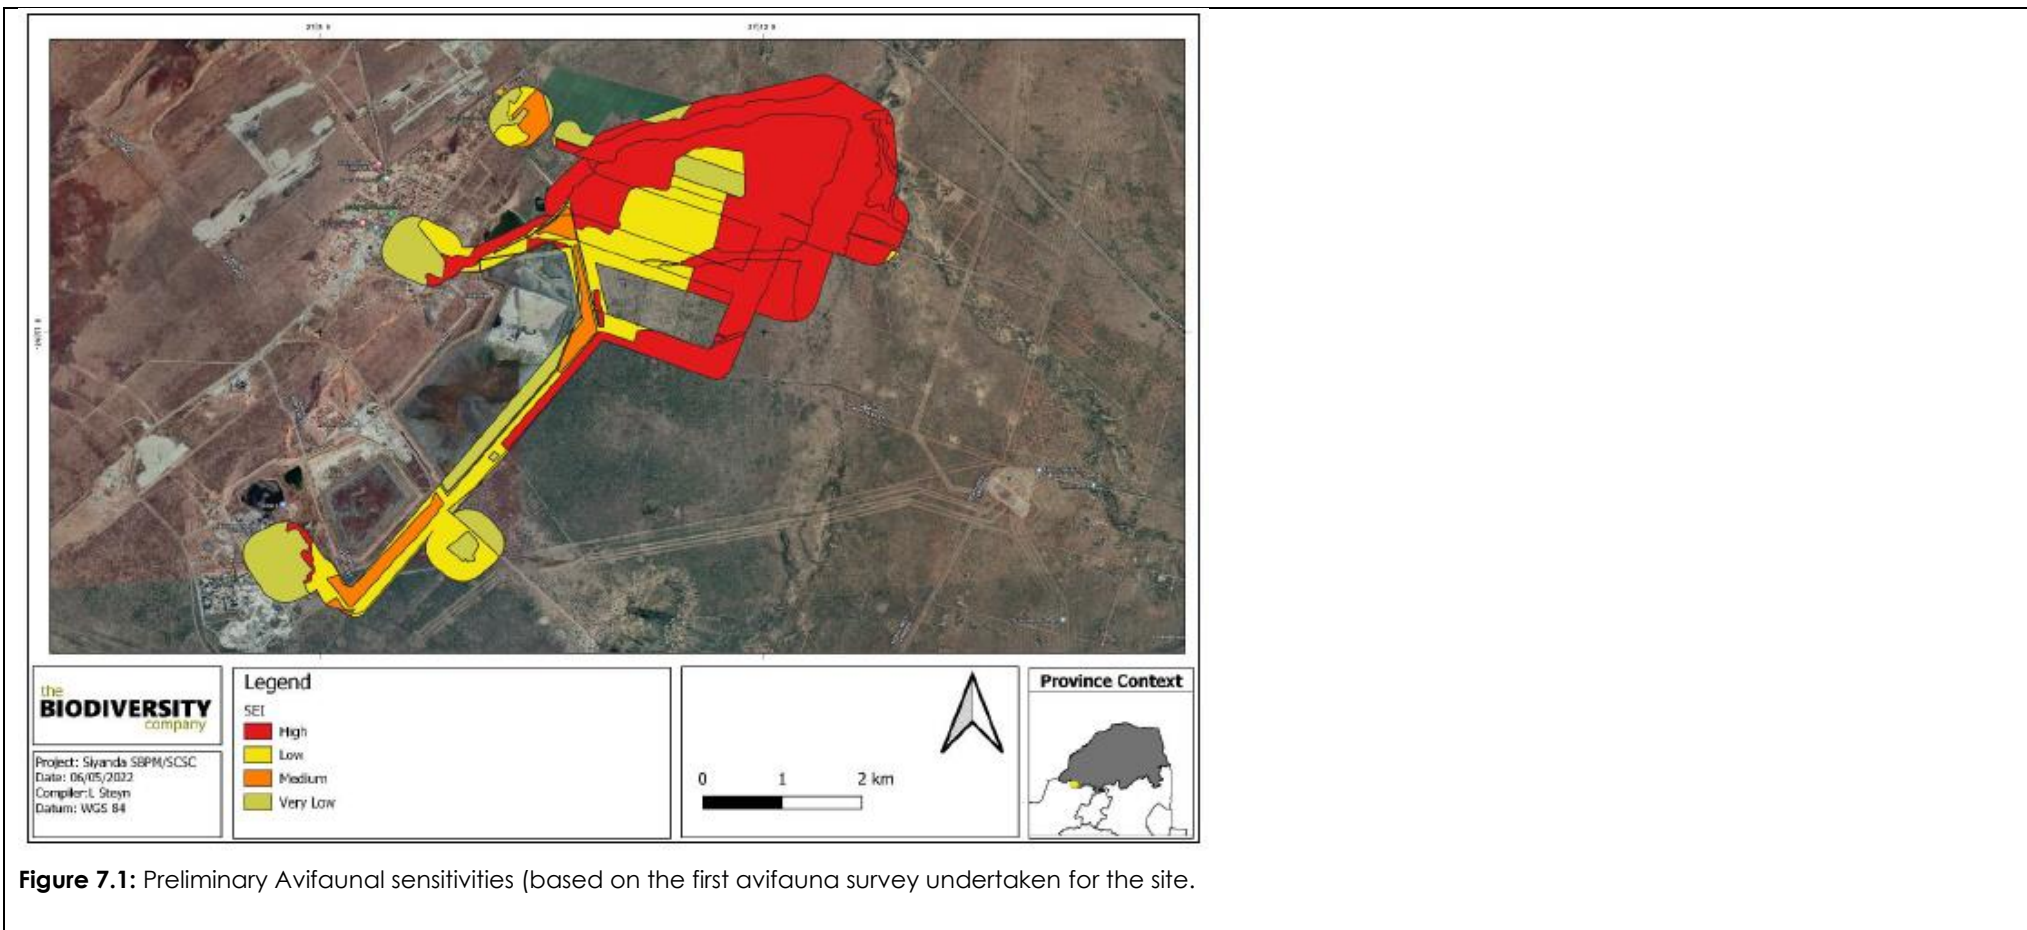 the
BIODIVERSITY
company
Project: Siyanda SBPM/SCSC
Date: 06/05/2022
Compiler:L Steyn
Datum: WGS 84
Legend
SEI
High
Low
Medium
Very Low
0 1 2 km
Province Context
Figure 7.1: Preliminary Avifaunal sensitivities (based on the first avifauna survey undertaken for the site.